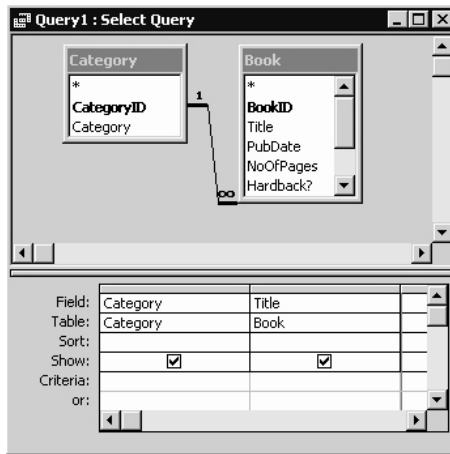 Query1 : Select Query
Category
*
CategoryID
Category
1
∞
Book
*
BookID
Title
PubDate
NoOfPages
Hardback?
Field: Category Title
Table: Category Book
Sort:
Show:
Criteria:
or: